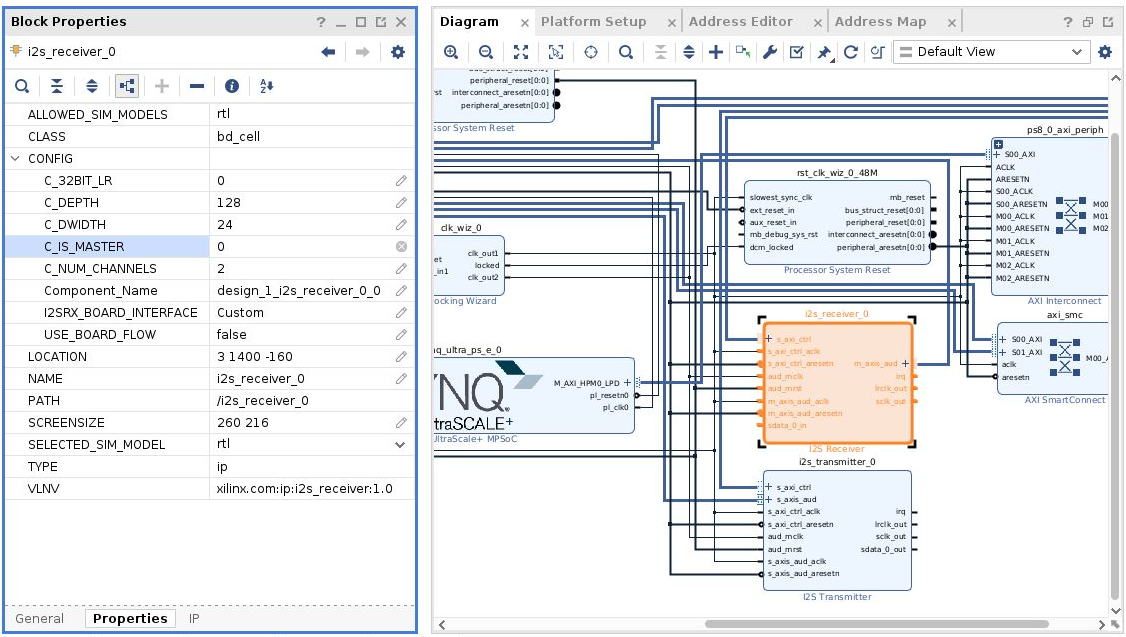 Block Properties
i2s_receiver_0
ALLOWED_SIM_MODELS rtl
CLASS bd_cell
CONFIG
C_32BIT_LR 0
C_DEPTH 128
C_DWIDTH 24
C_IS_MASTER 0
C_NUM_CHANNELS 2
Component_Name design_1_i2s_receiver_0_0
I2SRX_BOARD_INTERFACE Custom
USE_BOARD_FLOW false
LOCATION 3 1400 -160
NAME i2s_receiver_0
PATH /i2s_receiver_0
SCREENSIZE 260 216
SELECTED_SIM_MODEL rtl
TYPE ip
VLNV xilinx.com:ip:i2s_receiver:1.0
General Properties IP
Diagram Platform Setup Address Editor Address Map
Default View
peripheral_reset[0:0]
rst interconnect_aresetn[0:0]
peripheral_aresetn[0:0]
ssor System Reset
clk_wiz_0
clk_out1
et locked
_in1 clk_out2
ocking Wizard
nq_ultra_ps_e_0
M_AXI_HPM0_LPD
pl_resetn0
pl_clk0
YNQ
traSCALE+
UltraScale+ MPSoC
rst_clk_wiz_0_48M
slowest_sync_clk mb_reset
ext_reset_in bus_struct_reset[0:0]
aux_reset_in peripheral_reset[0:0]
mb_debug_sys_rst interconnect_aresetn[0:0]
dcm_locked peripheral_aresetn[0:0]
Processor System Reset
i2s_receiver_0
s_axi_ctrl
s_axi_ctrl_aclk
s_axi_ctrl_aresetn m_axis_aud
aud_mclk irq
aud_mrst lrclk_out
m_axis_aud_aclk sclk_out
m_axis_aud_aresetn
sdata_0_in
I2S Receiver
i2s_transmitter_0
s_axi_ctrl
s_axis_aud
s_axi_ctrl_aclk irq
s_axi_ctrl_aresetn lrclk_out
aud_mclk sclk_out
aud_mrst sdata_0_out
s_axis_aud_aclk
s_axis_aud_aresetn
I2S Transmitter
ps8_0_axi_periph
S00_AXI
ACLK
ARESETN
S00_ACLK
S00_ARESETN M00
M00_ACLK M01
M00_ARESETN M02
M01_ACLK
M01_ARESETN
M02_ACLK
M02_ARESETN
AXI Interconnect
axi_smc
S00_AXI
S01_AXI M00_A
aclk
aresetn
AXI SmartConnect